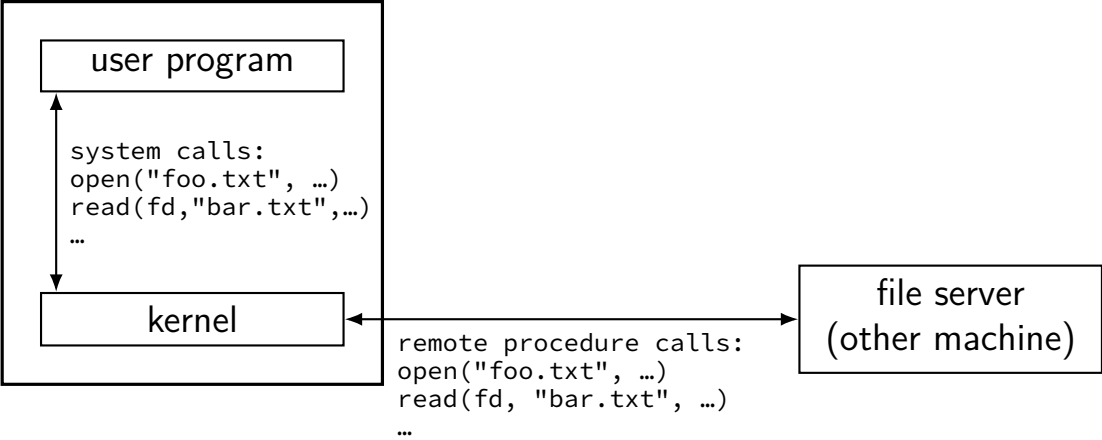 user program
system calls:
open("foo.txt", …)
read(fd,"bar.txt",…)
…
kernel
file server
(other machine)
remote procedure calls:
open("foo.txt", …)
read(fd, "bar.txt", …)
…